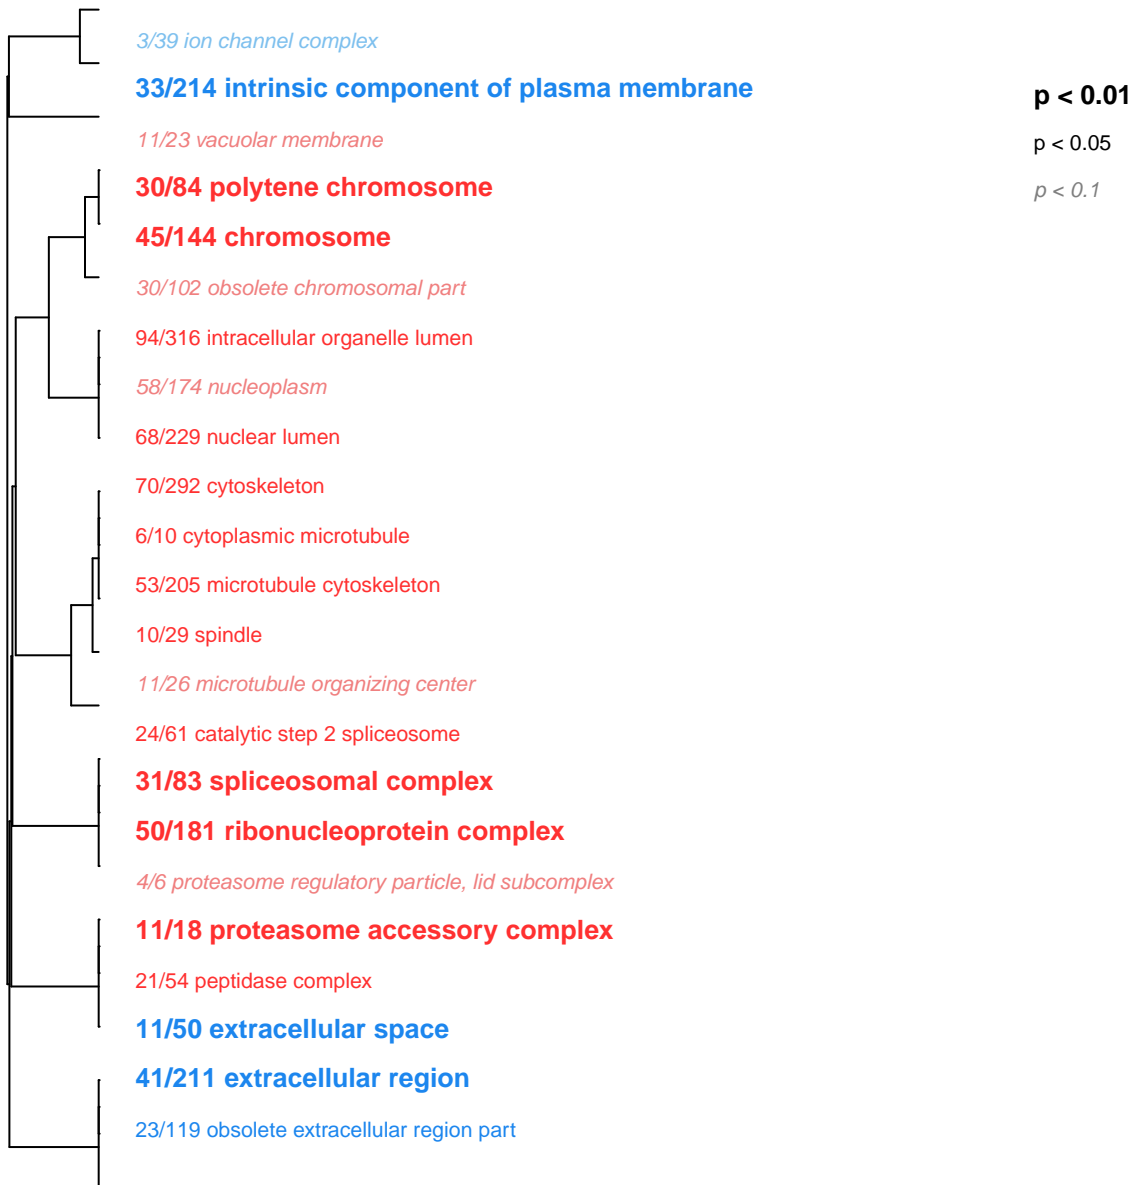 3/39 ion channel complex
33/214 intrinsic component of plasma membrane
p < 0.01
11/23 vacuolar membrane
p < 0.05
30/84 polytene chromosome
p < 0.1
45/144 chromosome
30/102 obsolete chromosomal part
94/316 intracellular organelle lumen
58/174 nucleoplasm
68/229 nuclear lumen
70/292 cytoskeleton
6/10 cytoplasmic microtubule
53/205 microtubule cytoskeleton
10/29 spindle
11/26 microtubule organizing center
24/61 catalytic step 2 spliceosome
31/83 spliceosomal complex
50/181 ribonucleoprotein complex
4/6 proteasome regulatory particle, lid subcomplex
11/18 proteasome accessory complex
21/54 peptidase complex
11/50 extracellular space
41/211 extracellular region
23/119 obsolete extracellular region part